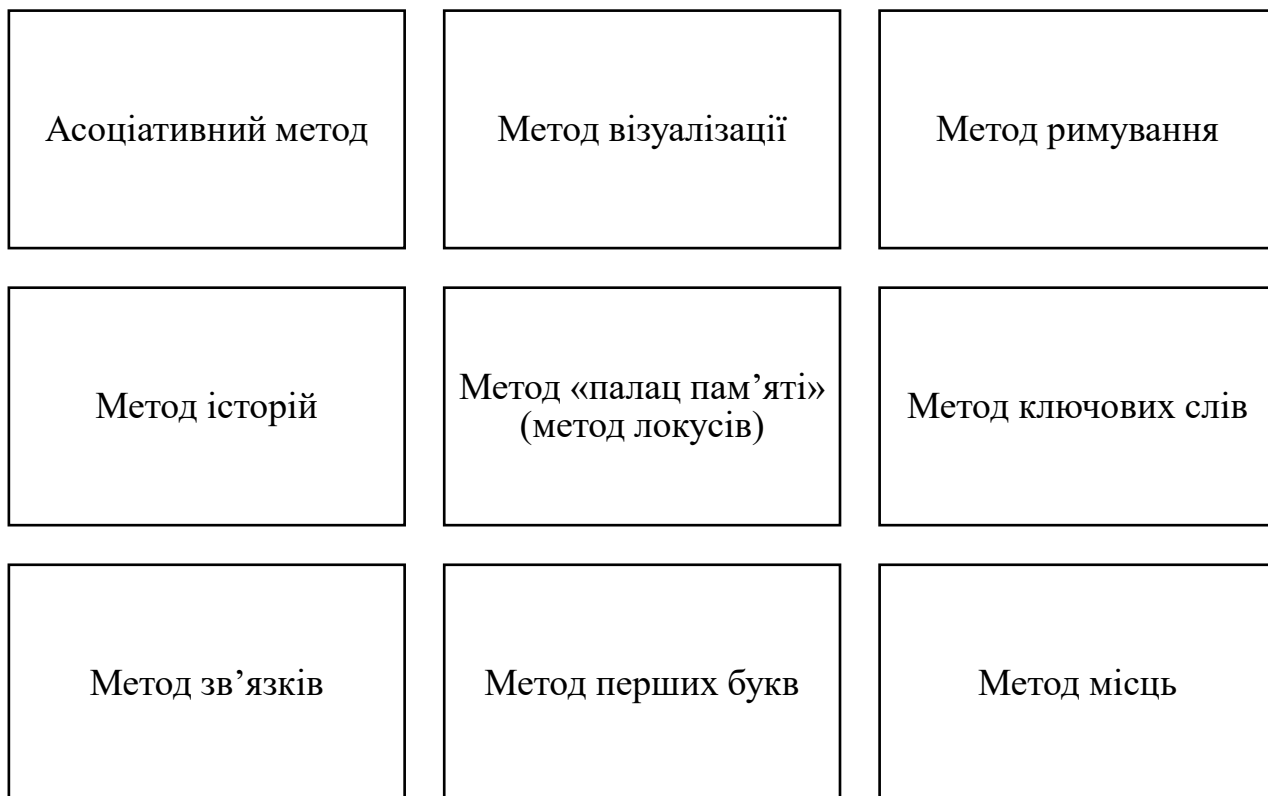 Асоціативний метод
Метод візуалізації
Метод римування
Метод історій
Метод «палац пам’яті»
(метод локусів)
Метод ключових слів
Метод зв’язків
Метод перших букв
Метод місць